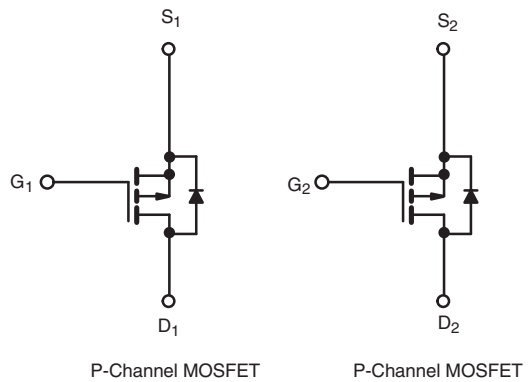 S1 S2
G1 G2
D1 D2
P-Channel MOSFET P-Channel MOSFET